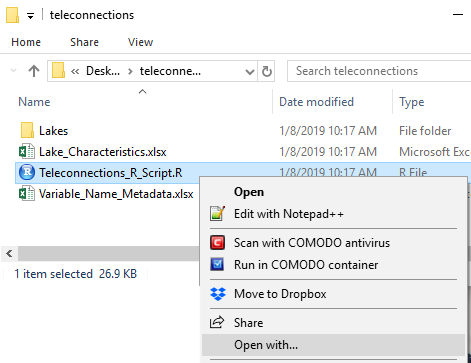 teleconnections
Home Share View
« Desk... teleconne...
Search teleconnections
Name Date modified Type
Lakes 1/8/2019 10:17 AM File folder
Lake_Characteristics.xlsx 1/8/2019 10:17 AM Microsoft Exc
Teleconnections_R_Script.R 1/8/2019 10:17 AM R File
Variable_Name_Metadata.xlsx Microsoft Exc
Open
Edit with Notepad++
Scan with COMODO antivirus
Run in COMODO container
Move to Dropbox
Share
Open with...
1 item selected 26.9 KB